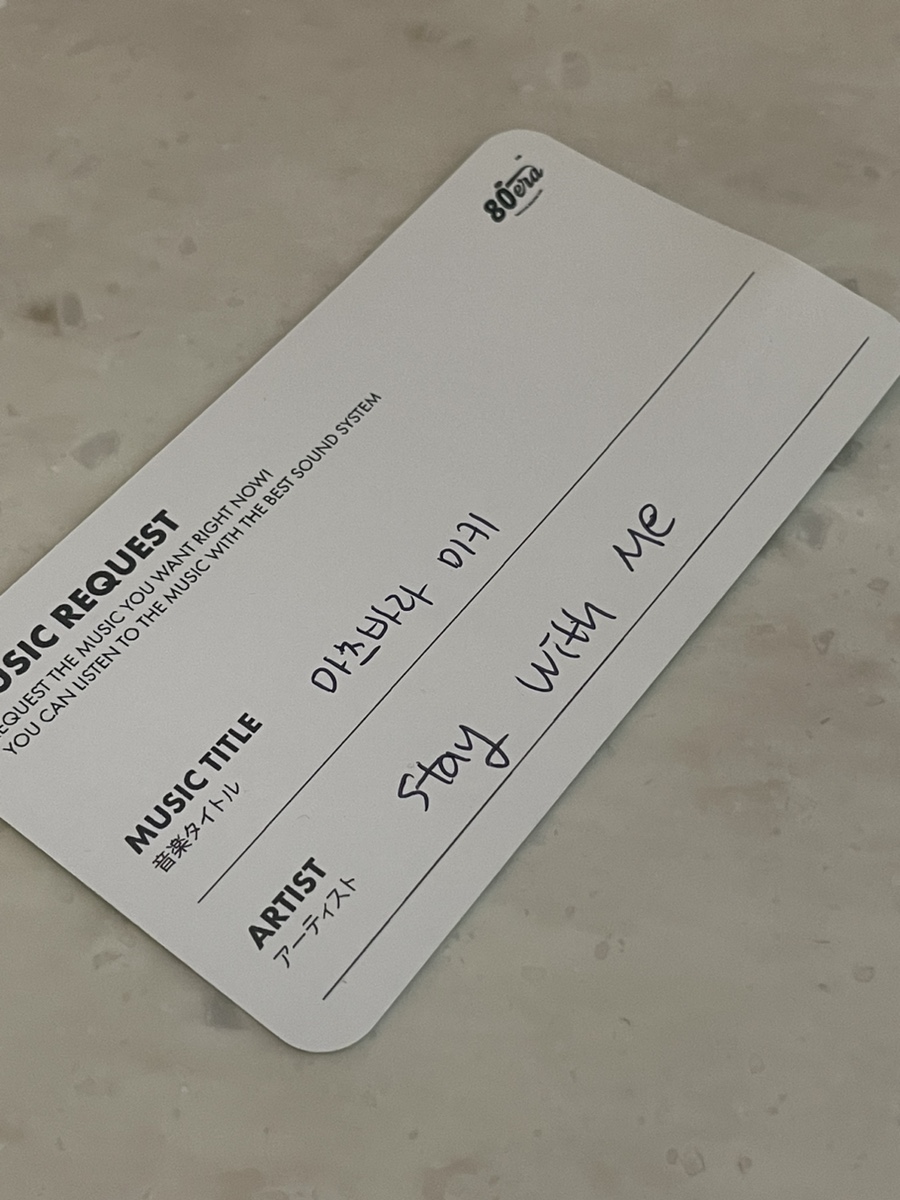 80era
USIC REQUEST
EQUEST THE MUSIC YOU WANT RIGHT NOW!
YOU CAN LISTEN TO THE MUSIC WITH THE BEST SOUND SYSTEM
MUSIC TITLE 마츠바라 미키
音楽タイトル
ARTIST Stay With Me
アーティスト